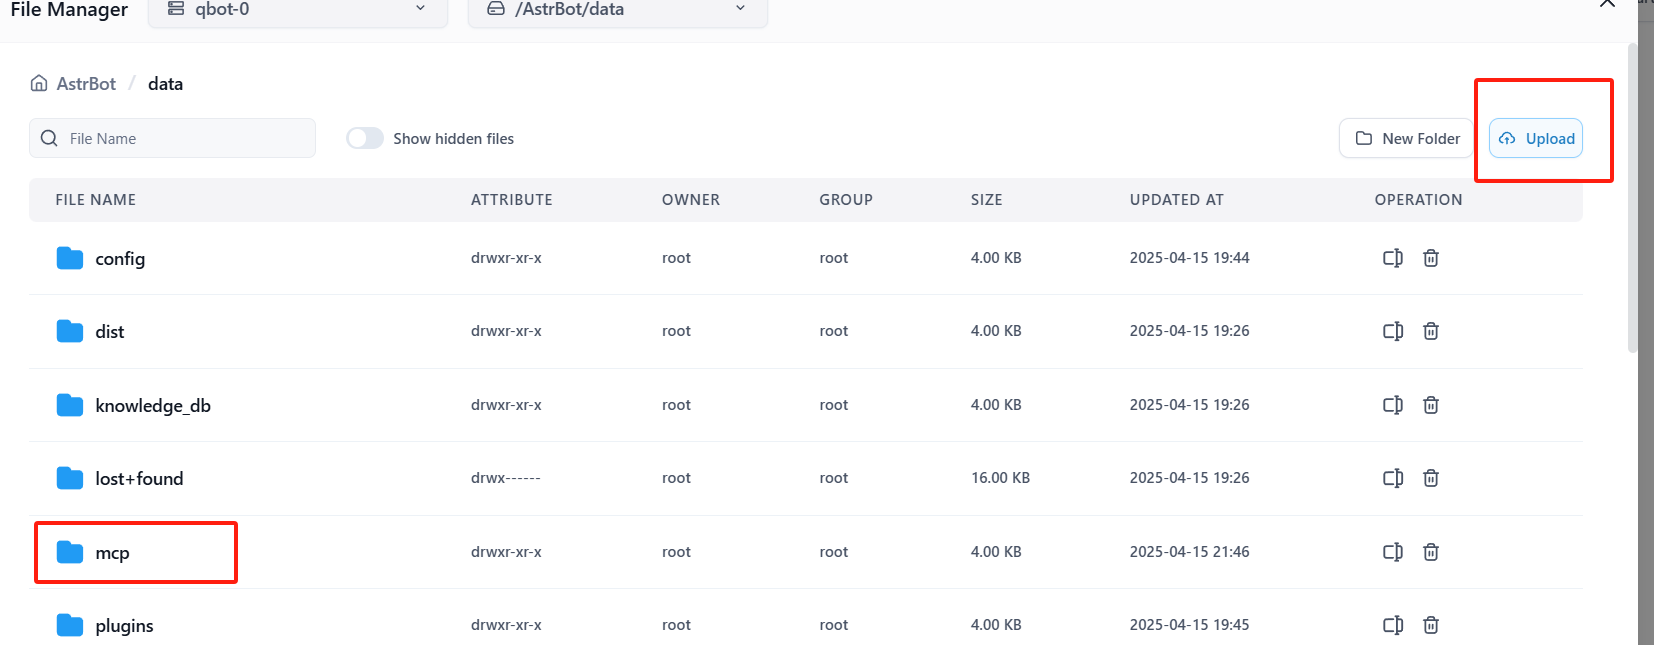 File Manager qbot-0 /AstrBot/data
AstrBot / data
File Name Show hidden files New Folder Upload
FILE NAME ATTRIBUTE OWNER GROUP SIZE UPDATED AT OPERATION
config drwxr-xr-x root root 4.00 KB 2025-04-15 19:44
dist drwxr-xr-x root root 4.00 KB 2025-04-15 19:26
knowledge_db drwxr-xr-x root root 4.00 KB 2025-04-15 19:26
lost+found drwx------ root root 16.00 KB 2025-04-15 19:26
mcp drwxr-xr-x root root 4.00 KB 2025-04-15 21:46
plugins drwxr-xr-x root root 4.00 KB 2025-04-15 19:45